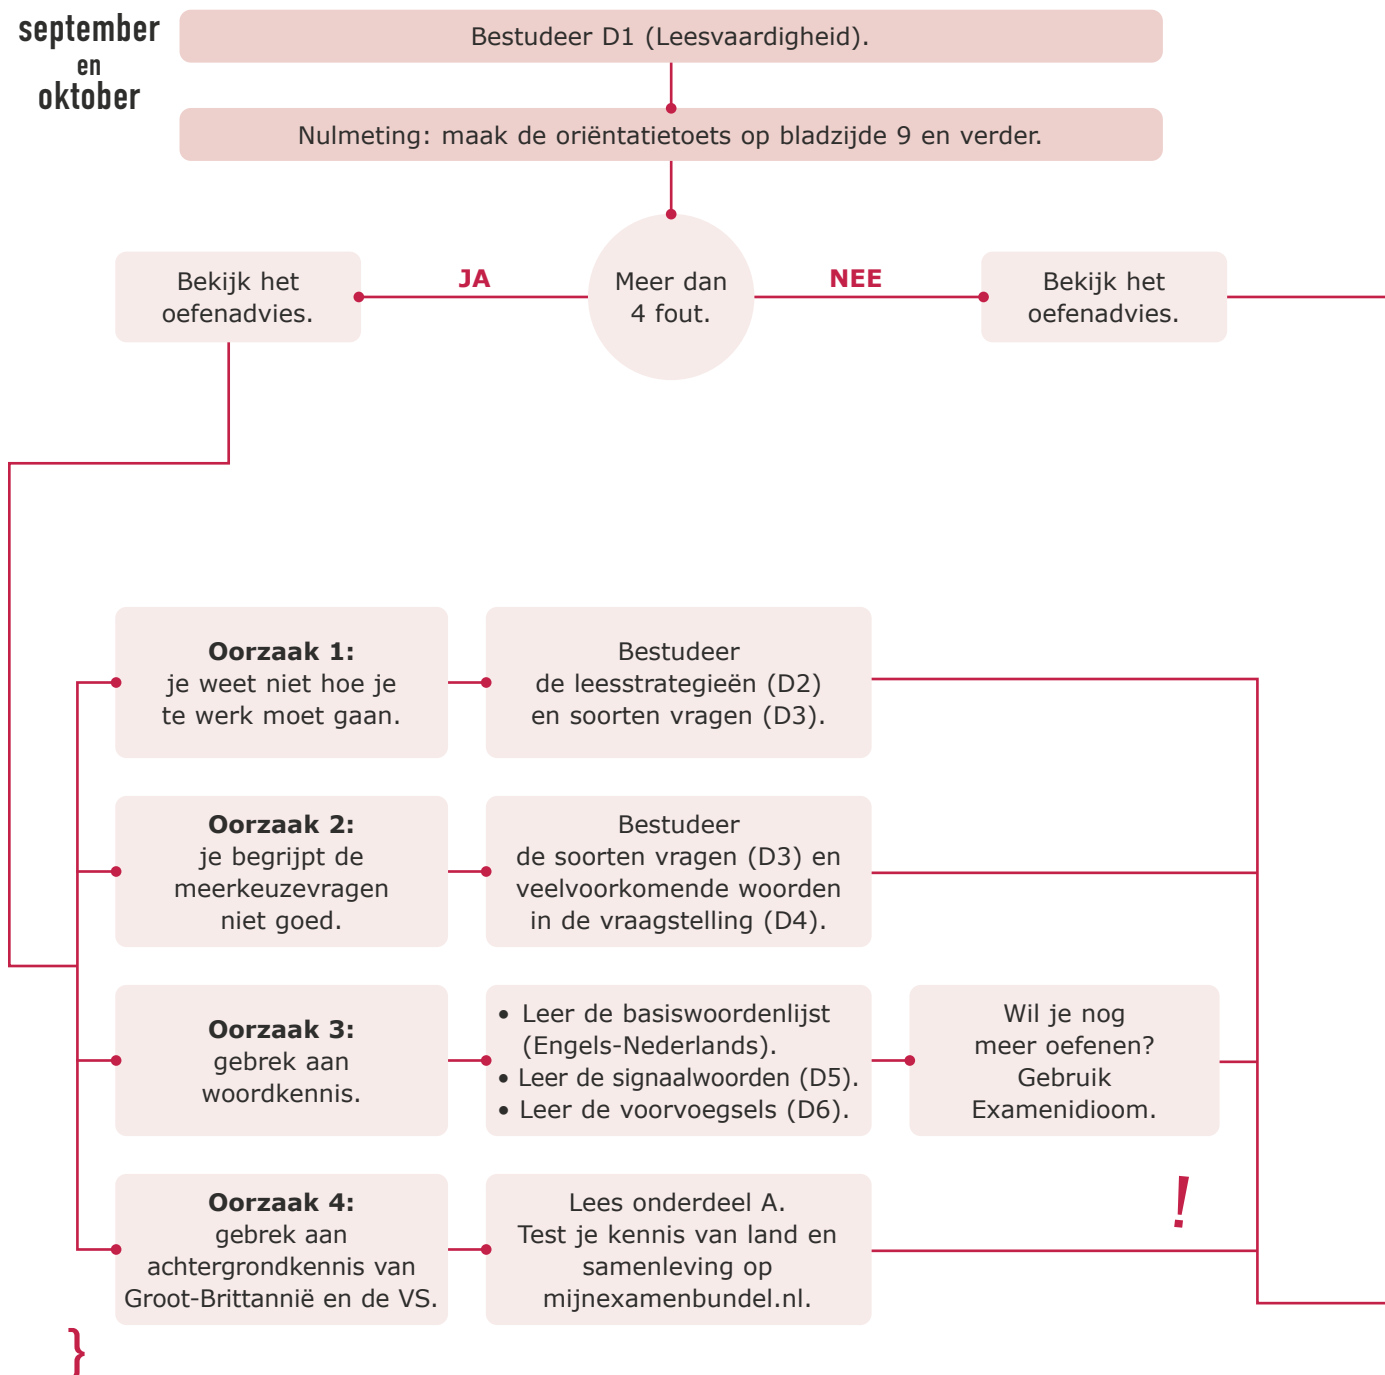 september
en
oktober
Bestudeer D1 (Leesvaardigheid).
Nulmeting: maak de oriëntatietoets op bladzijde 9 en verder.
Bekijk het
oefenadvies.
JA
Meer dan
4 fout.
NEE
Bekijk het
oefenadvies.
Oorzaak 1:
je weet niet hoe je
te werk moet gaan.
Bestudeer
de leesstrategieën (D2)
en soorten vragen (D3).
Oorzaak 2:
je begrijpt de
meerkeuzevragen
niet goed.
Bestudeer
de soorten vragen (D3) en
veelvoorkomende woorden
in de vraagstelling (D4).
Oorzaak 3:
gebrek aan
woordkennis.
• Leer de basiswoordenlijst
(Engels-Nederlands).
• Leer de signaalwoorden (D5).
• Leer de voorvoegsels (D6).
Wil je nog
meer oefenen?
Gebruik
Examenidioom.
Oorzaak 4:
gebrek aan
achtergrondkennis van
Groot-Brittannië en de VS.
Lees onderdeel A.
Test je kennis van land en
samenleving op
mijnexamenbundel.nl.
!
}